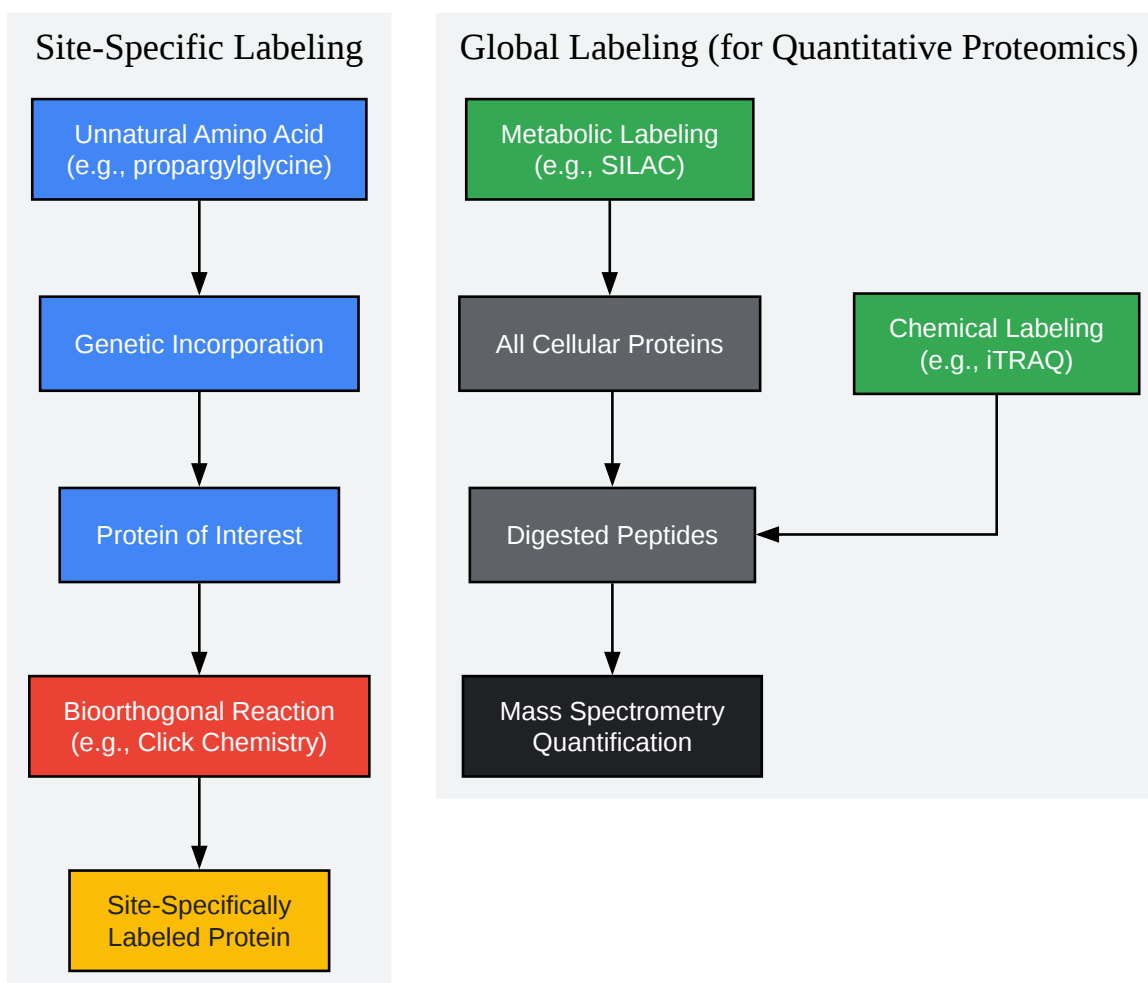 Site-Specific Labeling
Unnatural Amino Acid
(e.g., propargylglycine)
Genetic Incorporation
Protein of Interest
Bioorthogonal Reaction
(e.g., Click Chemistry)
Site-Specifically
Labeled Protein
Global Labeling (for Quantitative Proteomics)
Metabolic Labeling
(e.g., SILAC)
All Cellular Proteins
Chemical Labeling
(e.g., iTRAQ)
Digested Peptides
Mass Spectrometry
Quantification